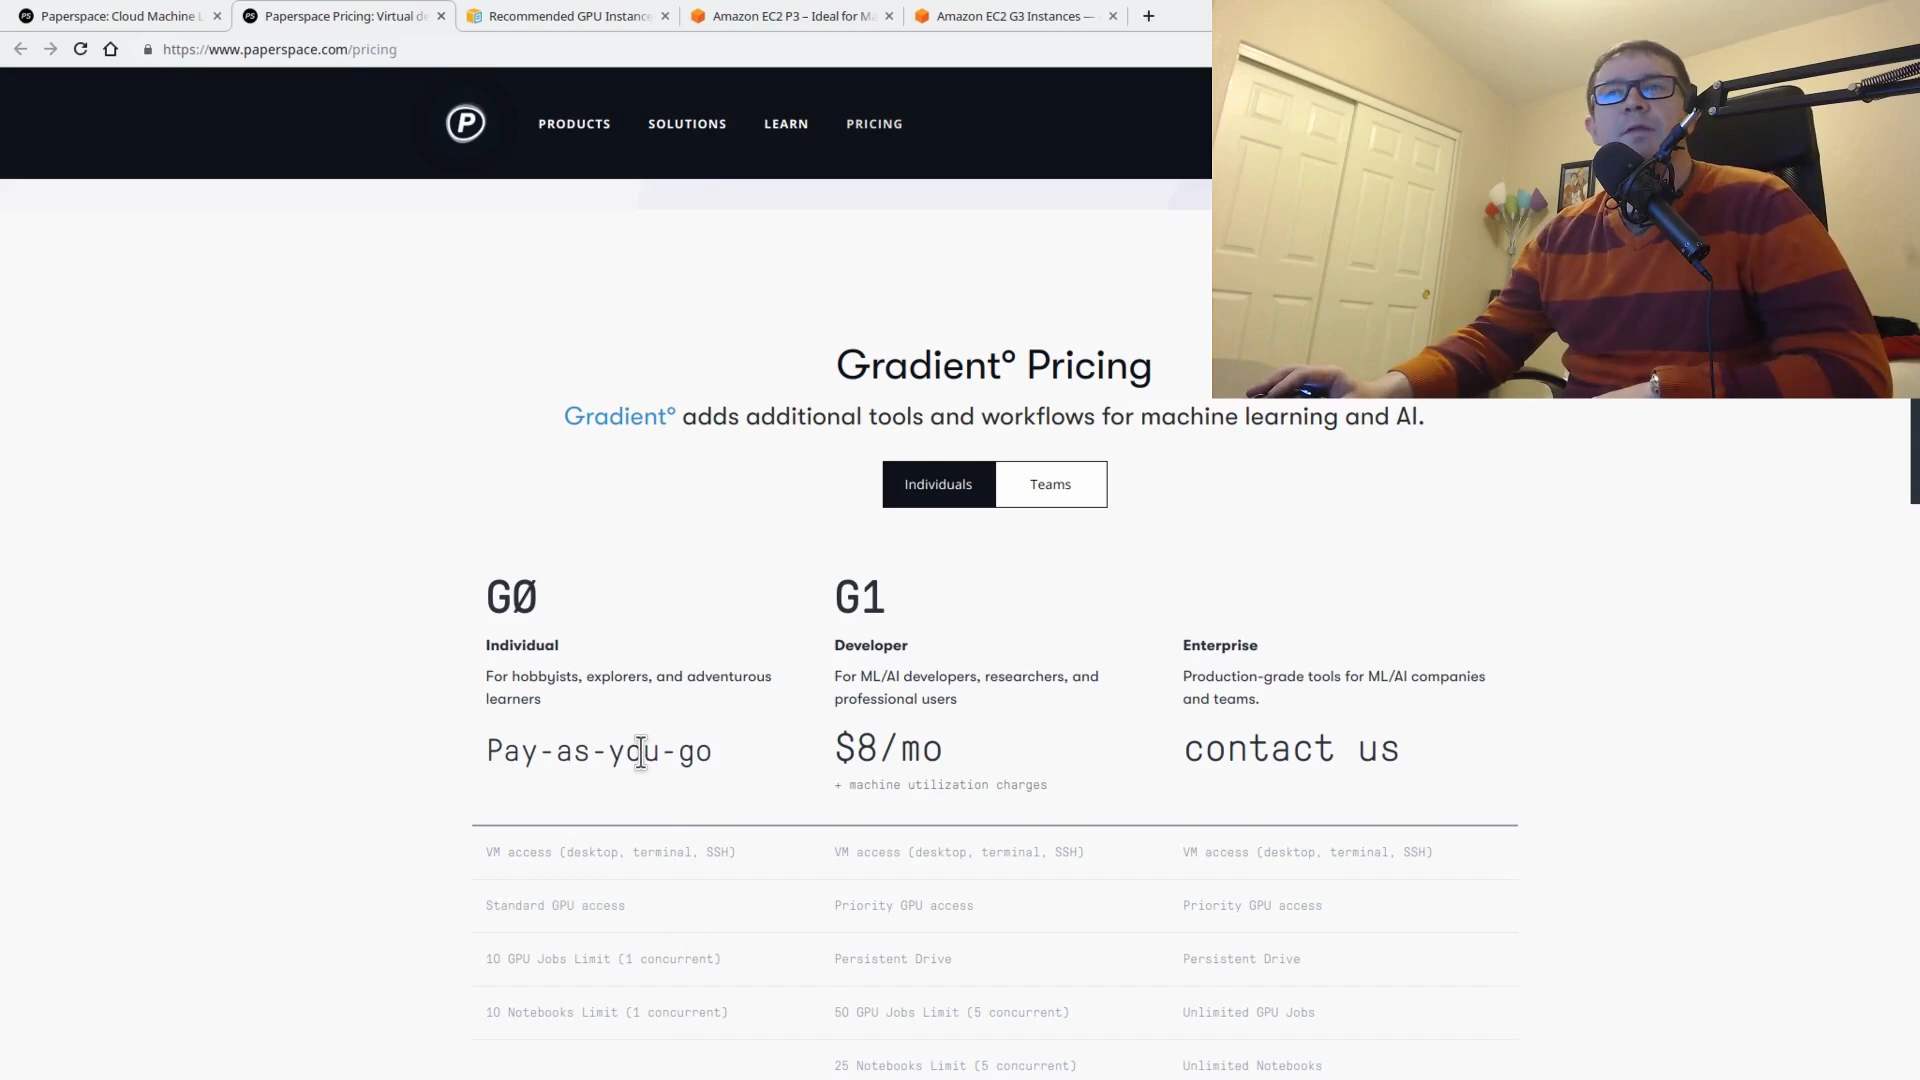 Paperspace: Cloud Machine L
Paperspace Pricing: Virtual de
Recommended GPU Instance
Amazon EC2 P3 – Ideal for Ma
Amazon EC2 G3 Instances —
https://www.paperspace.com/pricing
P
PRODUCTS
SOLUTIONS
LEARN
PRICING
Gradient° Pricing
Gradient° adds additional tools and workflows for machine learning and AI.
Individuals
Teams
G0
G1
Individual
Developer
Enterprise
For hobbyists, explorers, and adventurous
learners
For ML/AI developers, researchers, and
professional users
Production-grade tools for ML/AI companies
and teams.
Pay-as-you-go
$8/mo
contact us
+ machine utilization charges
VM access (desktop, terminal, SSH)
VM access (desktop, terminal, SSH)
VM access (desktop, terminal, SSH)
Standard GPU access
Priority GPU access
Priority GPU access
10 GPU Jobs Limit (1 concurrent)
Persistent Drive
Persistent Drive
10 Notebooks Limit (1 concurrent)
50 GPU Jobs Limit (5 concurrent)
Unlimited GPU Jobs
25 Notebooks Limit (5 concurrent)
Unlimited Notebooks